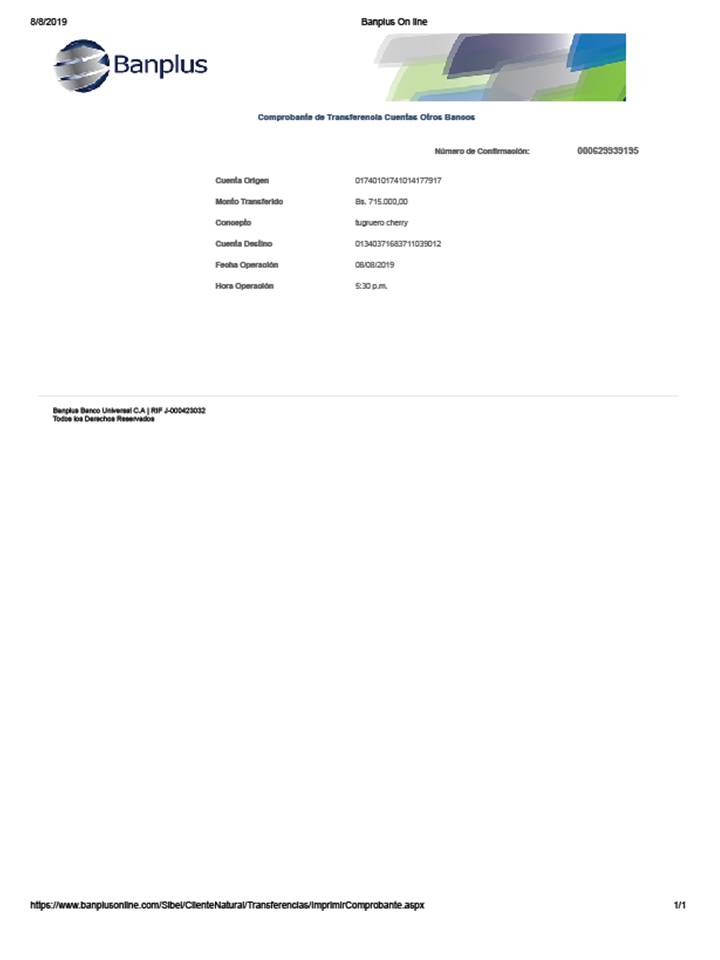 8/8/2019 Banplus On line
Banplus
Comprobante de Transferencia Cuentas Otros Bancos
Número de Confirmación: 000629939195
Cuenta Origen 01740101741014177917
Monto Transferido Bs. 715.000,00
Concepto tugruero cherry
Cuenta Destino 01340371683711039012
Fecha Operación 08/08/2019
Hora Operación 5:30 p.m.
Banplus Banco Universal C.A | RIF J-000423032
Todos los Derechos Reservados
https://www.banplusonline.com/Sibel/ClienteNatural/Transferencias/ImprimirComprobante.aspx 1/1